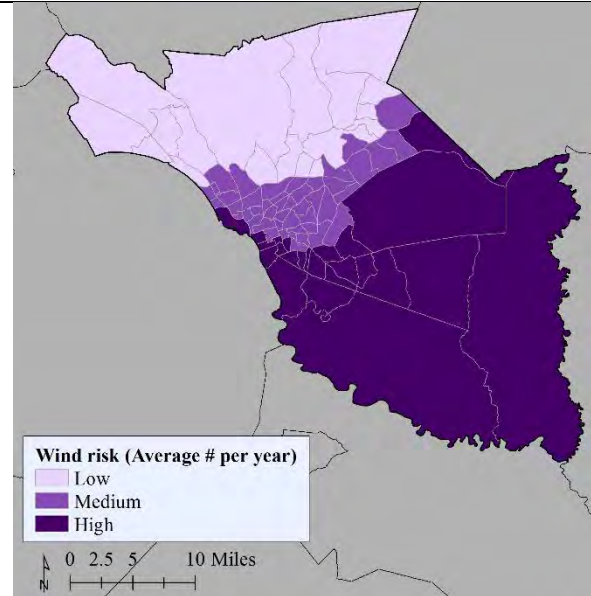 Wind risk (Average # per year)
Low
Medium
High
N
0 2.5 5 10 Miles